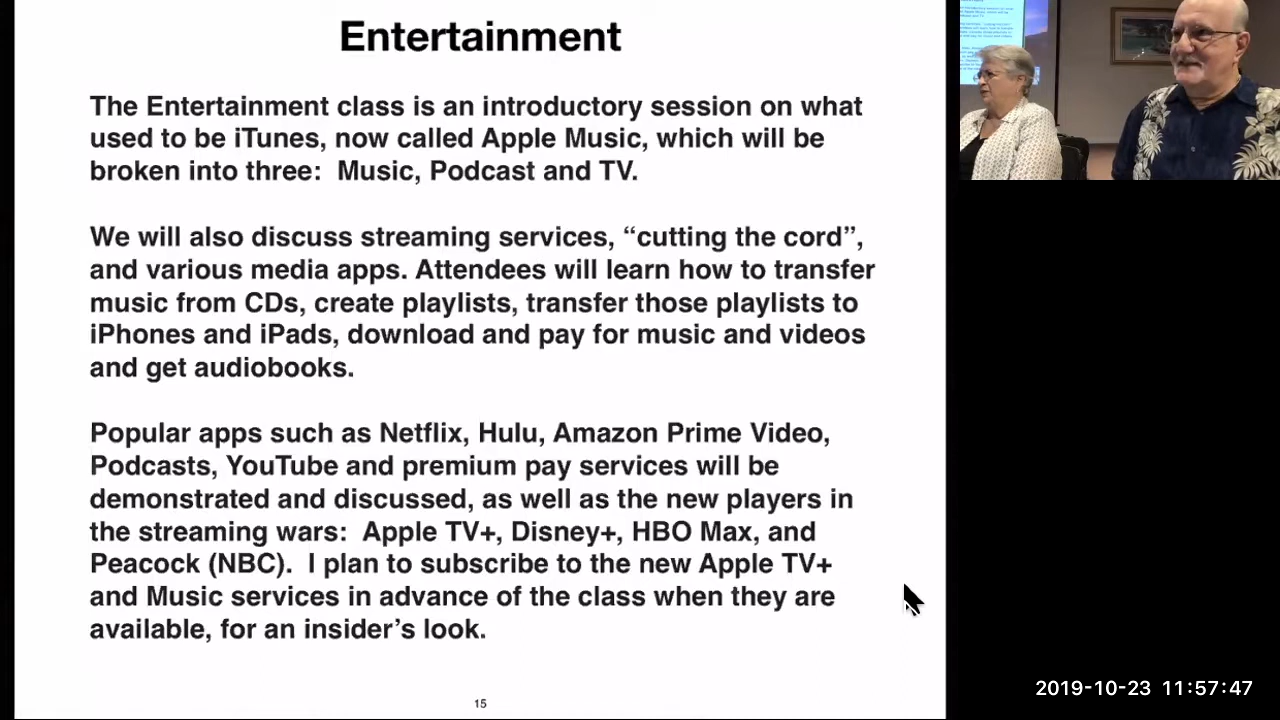 Entertainment
The Entertainment class is an introductory session on what
used to be iTunes, now called Apple Music, which will be
broken into three:  Music, Podcast and TV.
We will also discuss streaming services, “cutting the cord”,
and various media apps. Attendees will learn how to transfer
music from CDs, create playlists, transfer those playlists to
iPhones and iPads, download and pay for music and videos
and get audiobooks.
Popular apps such as Netflix, Hulu, Amazon Prime Video,
Podcasts, YouTube and premium pay services will be
demonstrated and discussed, as well as the new players in
the streaming wars:  Apple TV+, Disney+, HBO Max, and
Peacock (NBC).  I plan to subscribe to the new Apple TV+
and Music services in advance of the class when they are
available, for an insider’s look.
15
2019-10-23 11:57:47